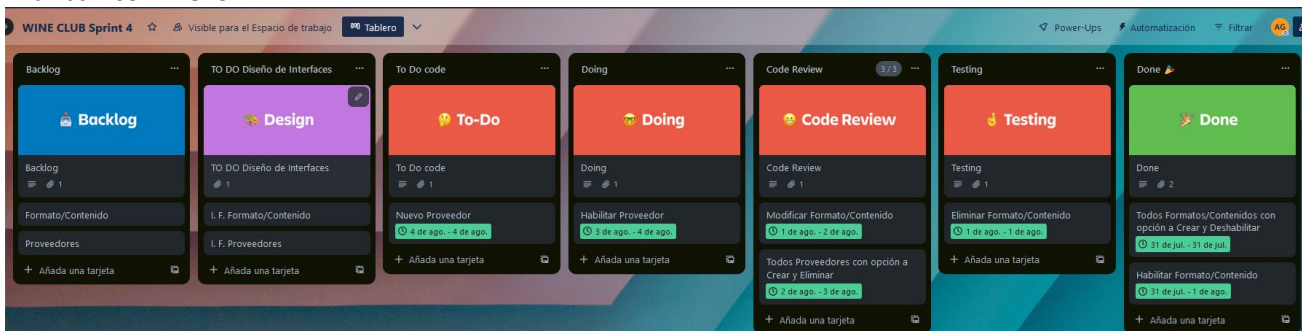 WINE CLUB Sprint 4
Visible para el Espacio de trabajo
Tablero
Power-Ups
Automatización
Filtrar
AG
Backlog
Backlog
Backlog
1
Formato/Contenido
Proveedores
+ Añada una tarjeta
TO DO Diseño de Interfaces
Design
TO DO Diseño de Interfaces
1
I. F. Formato/Contenido
I. F. Proveedores
+ Añada una tarjeta
To Do code
To-Do
To Do code
1
Nuevo Proveedor
4 de ago. - 4 de ago.
+ Añada una tarjeta
Doing
Doing
Doing
1
Habilitar Proveedor
3 de ago. - 4 de ago.
+ Añada una tarjeta
Code Review
3/3
Code Review
Code Review
1
Modificar Formato/Contenido
1 de ago. - 2 de ago.
Todos Proveedores con opción a
Crear y Eliminar
2 de ago. - 3 de ago.
+ Añada una tarjeta
Testing
Testing
Testing
1
Eliminar Formato/Contenido
1 de ago. - 1 de ago.
+ Añada una tarjeta
Done 🎉
Done
Done
2
Todos Formatos/Contenidos con
opción a Crear y Deshabilitar
31 de jul. - 31 de jul.
Habilitar Formato/Contenido
31 de jul. - 1 de ago.
+ Añada una tarjeta